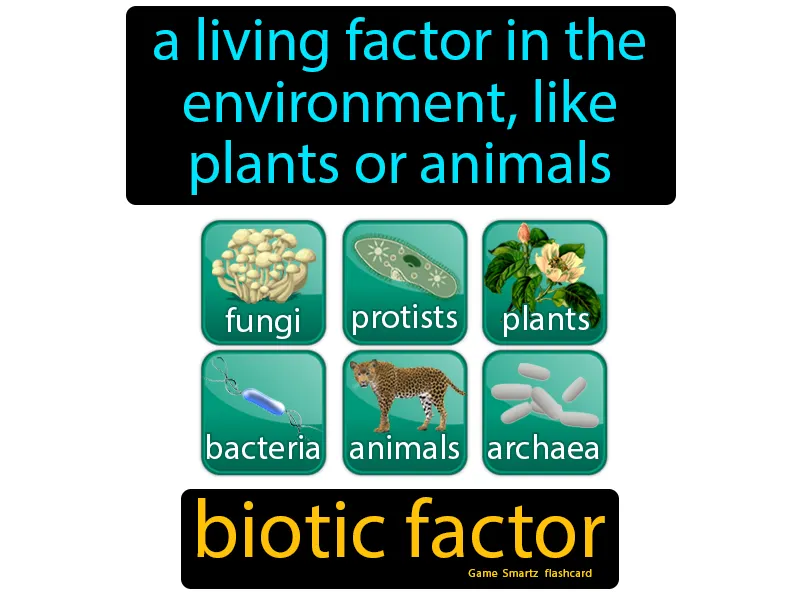 a living factor in the
environment, like
plants or animals
fungi
protists
plants
bacteria
animals
archaea
biotic factor
Game Smartz flashcard